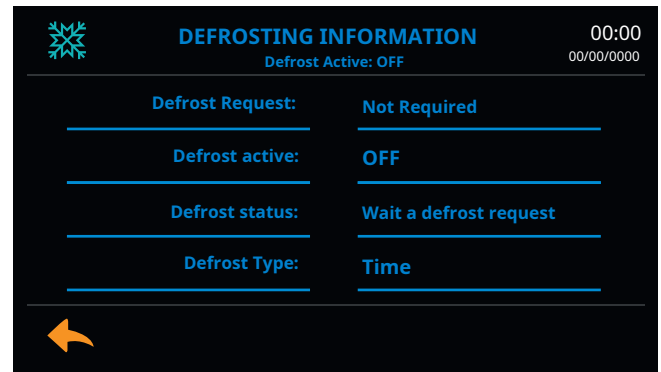 DEFROSTING INFORMATION
00:00
Defrost Active: OFF
00/00/0000
Defrost Request: Not Required
Defrost active: OFF
Defrost status: Wait a defrost request
Defrost Type: Time